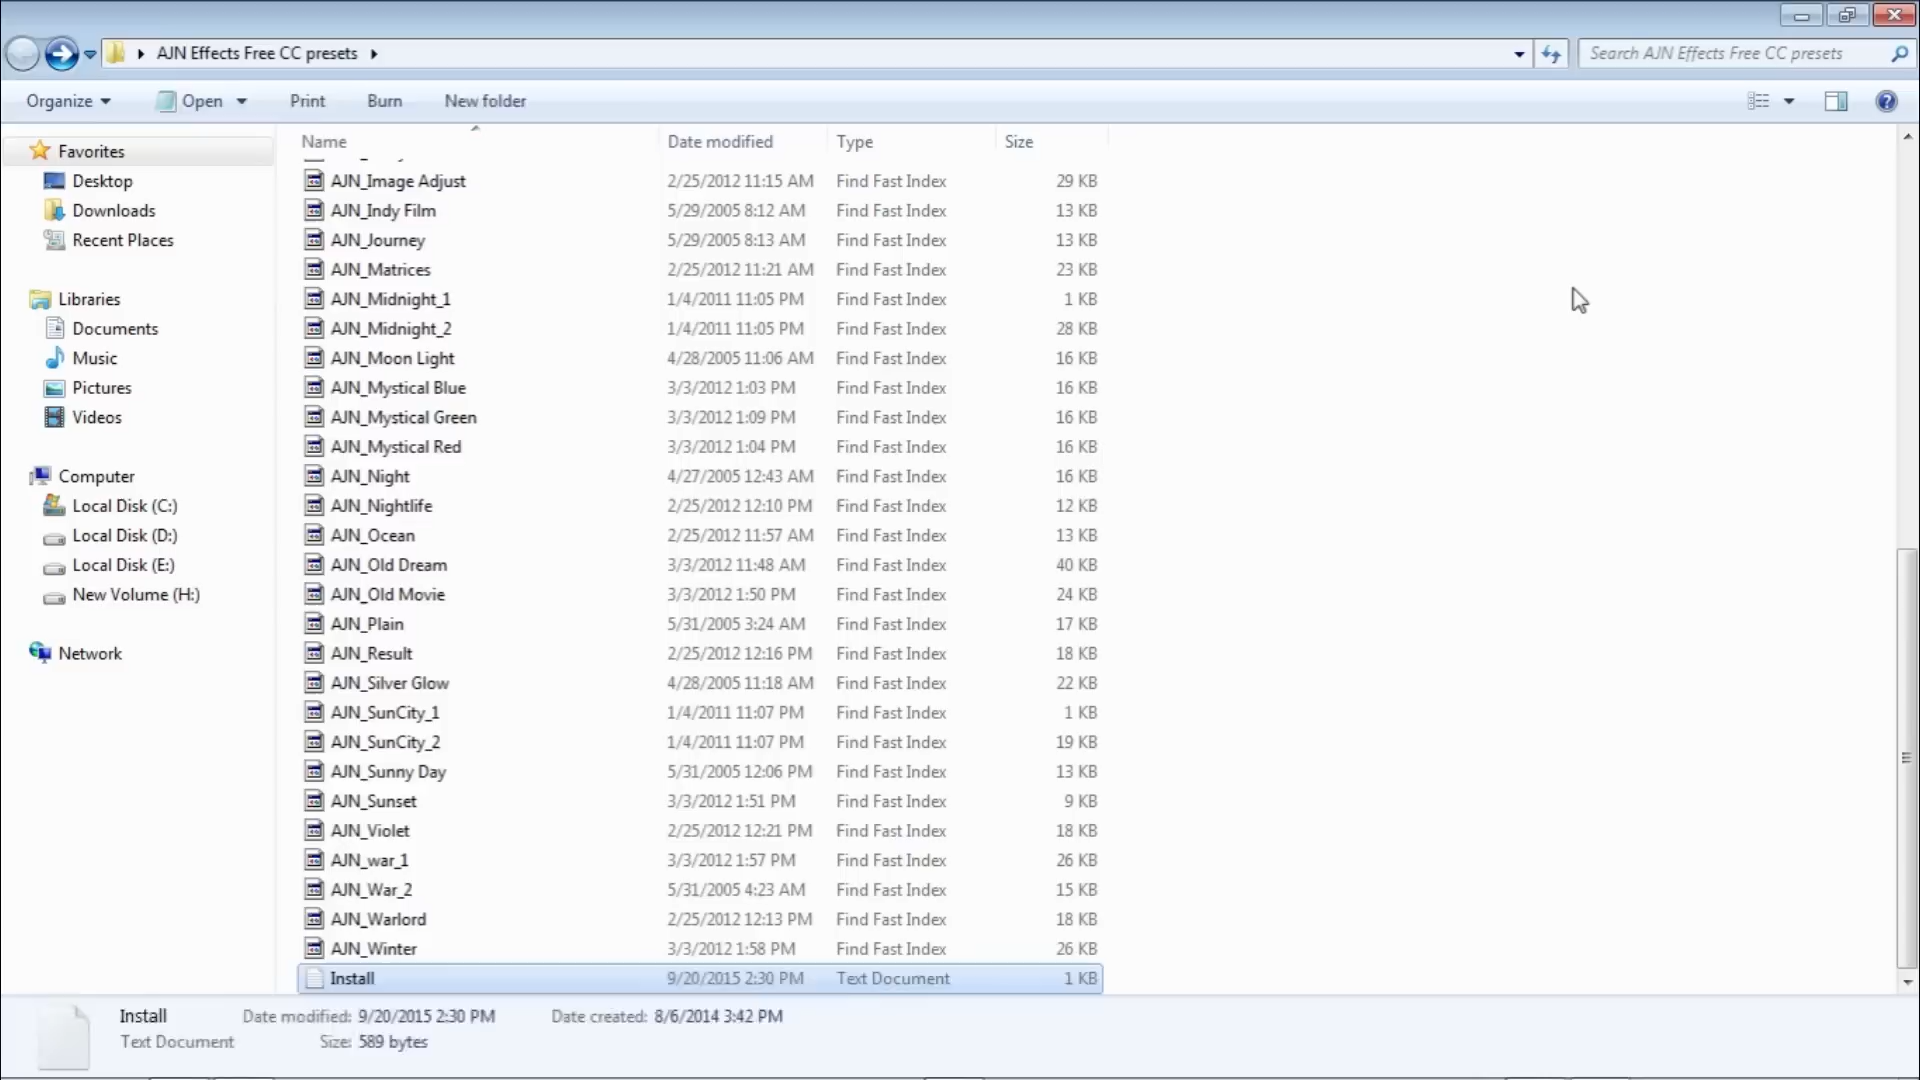 AJN Effects Free CC presets
Search AJN Effects Free CC presets
Organize Open Print Burn New folder
Name Date modified Type Size
Favorites
Desktop
Downloads
Recent Places
Libraries
Documents
Music
Pictures
Videos
Computer
Local Disk (C:)
Local Disk (D:)
Local Disk (E:)
New Volume (H:)
Network
AJN_Image Adjust 2/25/2012 11:15 AM Find Fast Index 29 KB
AJN_Indy Film 5/29/2005 8:12 AM Find Fast Index 13 KB
AJN_Journey 5/29/2005 8:13 AM Find Fast Index 13 KB
AJN_Matrices 2/25/2012 11:21 AM Find Fast Index 23 KB
AJN_Midnight_1 1/4/2011 11:05 PM Find Fast Index 1 KB
AJN_Midnight_2 1/4/2011 11:05 PM Find Fast Index 28 KB
AJN_Moon Light 4/28/2005 11:06 AM Find Fast Index 16 KB
AJN_Mystical Blue 3/3/2012 1:03 PM Find Fast Index 16 KB
AJN_Mystical Green 3/3/2012 1:09 PM Find Fast Index 16 KB
AJN_Mystical Red 3/3/2012 1:04 PM Find Fast Index 16 KB
AJN_Night 4/27/2005 12:43 AM Find Fast Index 16 KB
AJN_Nightlife 2/25/2012 12:10 PM Find Fast Index 12 KB
AJN_Ocean 2/25/2012 11:57 AM Find Fast Index 13 KB
AJN_Old Dream 3/3/2012 11:48 AM Find Fast Index 40 KB
AJN_Old Movie 3/3/2012 1:50 PM Find Fast Index 24 KB
AJN_Plain 5/31/2005 3:24 AM Find Fast Index 17 KB
AJN_Result 2/25/2012 12:16 PM Find Fast Index 18 KB
AJN_Silver Glow 4/28/2005 11:18 AM Find Fast Index 22 KB
AJN_SunCity_1 1/4/2011 11:07 PM Find Fast Index 1 KB
AJN_SunCity_2 1/4/2011 11:07 PM Find Fast Index 19 KB
AJN_Sunny Day 5/31/2005 12:06 PM Find Fast Index 13 KB
AJN_Sunset 3/3/2012 1:51 PM Find Fast Index 9 KB
AJN_Violet 2/25/2012 12:21 PM Find Fast Index 18 KB
AJN_war_1 3/3/2012 1:57 PM Find Fast Index 26 KB
AJN_War_2 5/31/2005 4:23 AM Find Fast Index 15 KB
AJN_Warlord 2/25/2012 12:13 PM Find Fast Index 18 KB
AJN_Winter 3/3/2012 1:58 PM Find Fast Index 26 KB
Install 9/20/2015 2:30 PM Text Document 1 KB
Install Date modified: 9/20/2015 2:30 PM Date created: 8/6/2014 3:42 PM
Text Document Size: 589 bytes